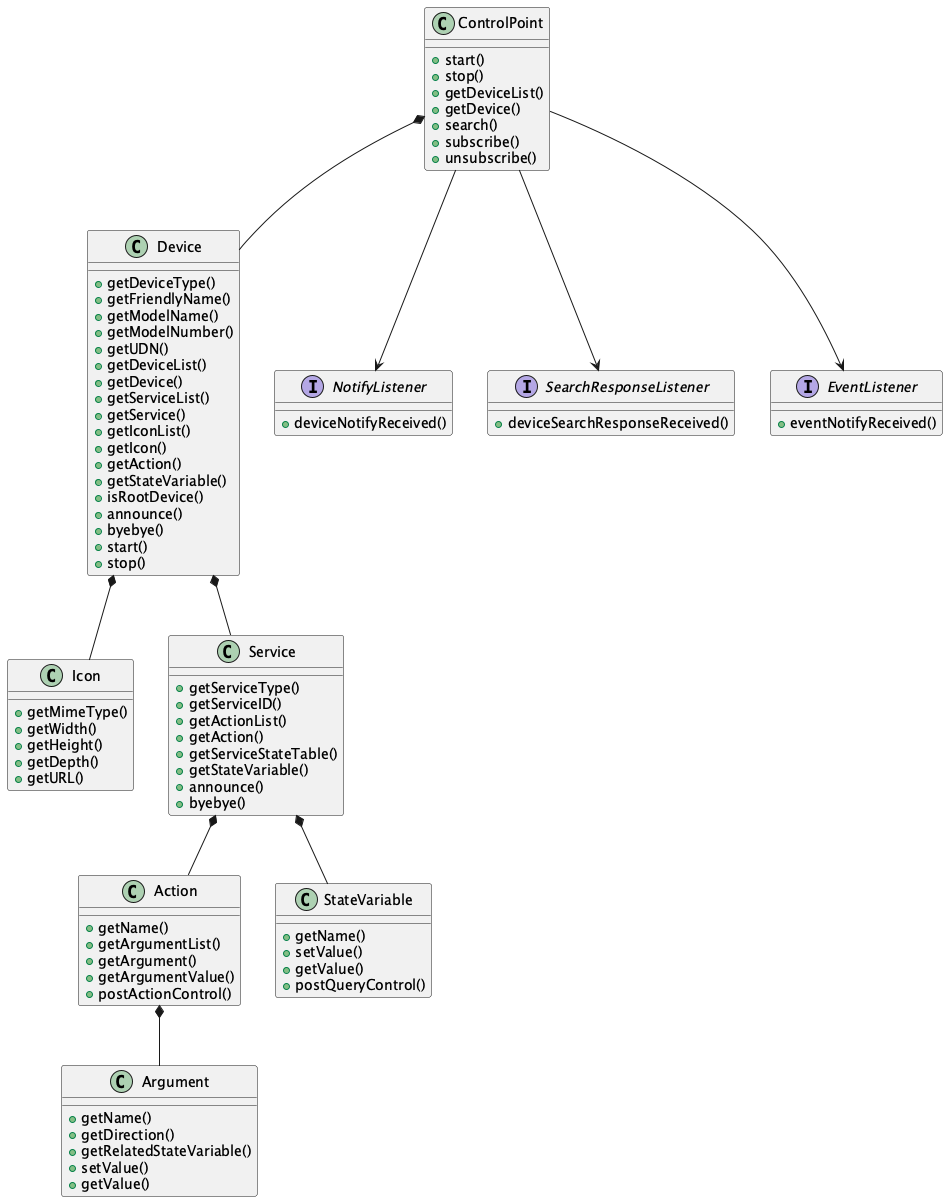 C ControlPoint
start()
stop()
getDeviceList()
getDevice()
search()
subscribe()
unsubscribe()
C Device
getDeviceType()
getFriendlyName()
getModelName()
getModelNumber()
getUDN()
getDeviceList()
getDevice()
getServiceList()
getService()
getIconList()
getIcon()
getAction()
getStateVariable()
isRootDevice()
announce()
byebye()
start()
stop()
I NotifyListener
deviceNotifyReceived()
I SearchResponseListener
deviceSearchResponseReceived()
I EventListener
eventNotifyReceived()
C Icon
getMimeType()
getWidth()
getHeight()
getDepth()
getURL()
C Service
getServiceType()
getServiceID()
getActionList()
getAction()
getServiceStateTable()
getStateVariable()
announce()
byebye()
C Action
getName()
getArgumentList()
getArgument()
getArgumentValue()
postActionControl()
C StateVariable
getName()
setValue()
getValue()
postQueryControl()
C Argument
getName()
getDirection()
getRelatedStateVariable()
setValue()
getValue()